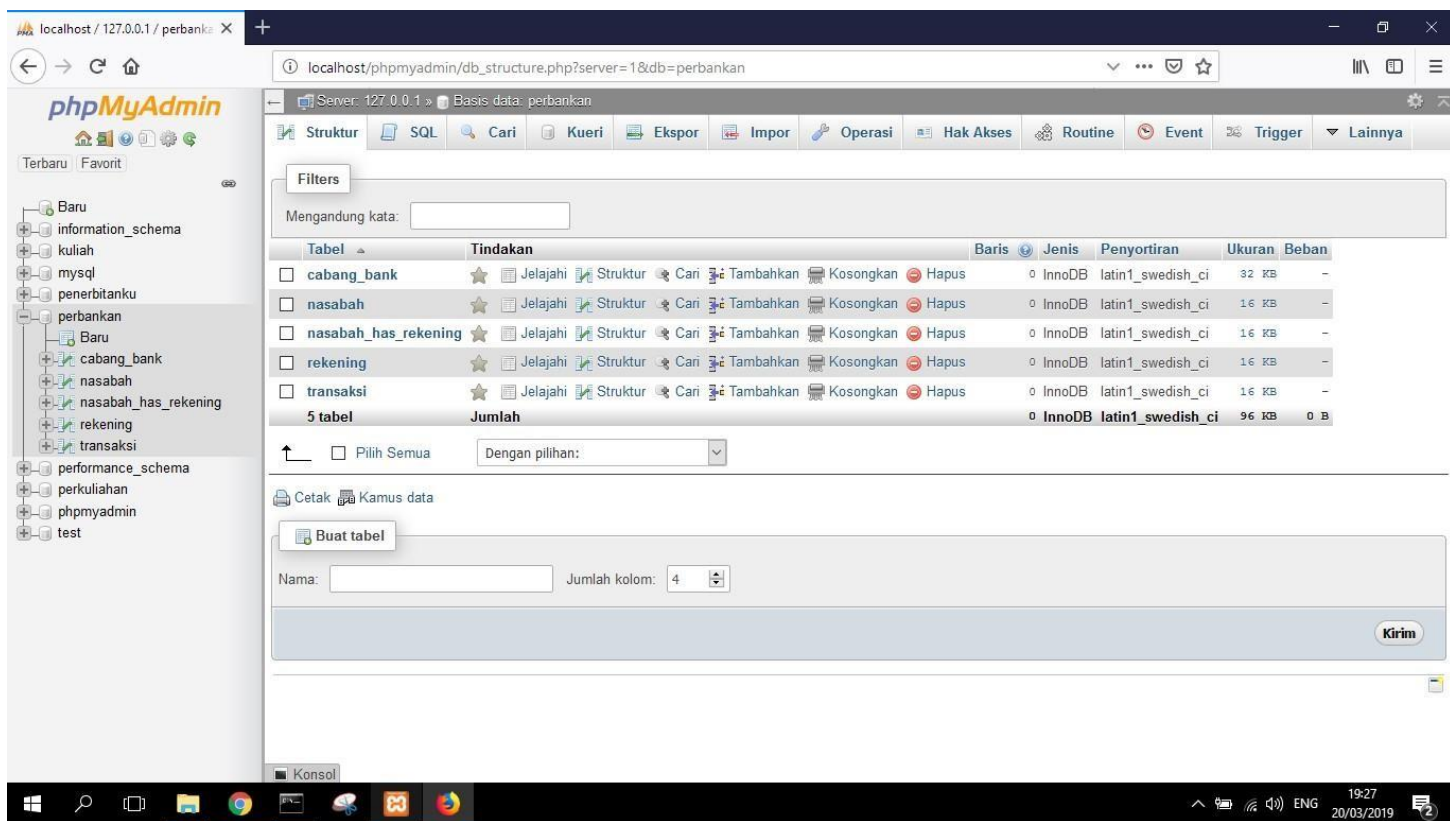 localhost / 127.0.0.1 / perbanka
localhost/phpmyadmin/db_structure.php?server=1&db=perbankan
phpMyAdmin
Terbaru Favorit
Baru
information_schema
kuliah
mysql
penerbitanku
perbankan
Baru
cabang_bank
nasabah
nasabah_has_rekening
rekening
transaksi
performance_schema
perkuliahan
phpmyadmin
test
Server: 127.0.0.1 » Basis data: perbankan
Struktur SQL Cari Kueri Ekspor Impor Operasi Hak Akses Routine Event Trigger Lainnya
Filters
Mengandung kata:
Tabel Tindakan Baris Jenis Penyortiran Ukuran Beban
cabang_bank Jelajahi Struktur Cari Tambahkan Kosongkan Hapus 0 InnoDB latin1_swedish_ci 32 KB -
nasabah Jelajahi Struktur Cari Tambahkan Kosongkan Hapus 0 InnoDB latin1_swedish_ci 16 KB -
nasabah_has_rekening Jelajahi Struktur Cari Tambahkan Kosongkan Hapus 0 InnoDB latin1_swedish_ci 16 KB -
rekening Jelajahi Struktur Cari Tambahkan Kosongkan Hapus 0 InnoDB latin1_swedish_ci 16 KB -
transaksi Jelajahi Struktur Cari Tambahkan Kosongkan Hapus 0 InnoDB latin1_swedish_ci 16 KB -
5 tabel Jumlah 0 InnoDB latin1_swedish_ci 96 KB 0 B
Pilih Semua Dengan pilihan:
Cetak Kamus data
Buat tabel
Nama: Jumlah kolom: 4
Kirim
Konsol
ENG
19:27
20/03/2019
2